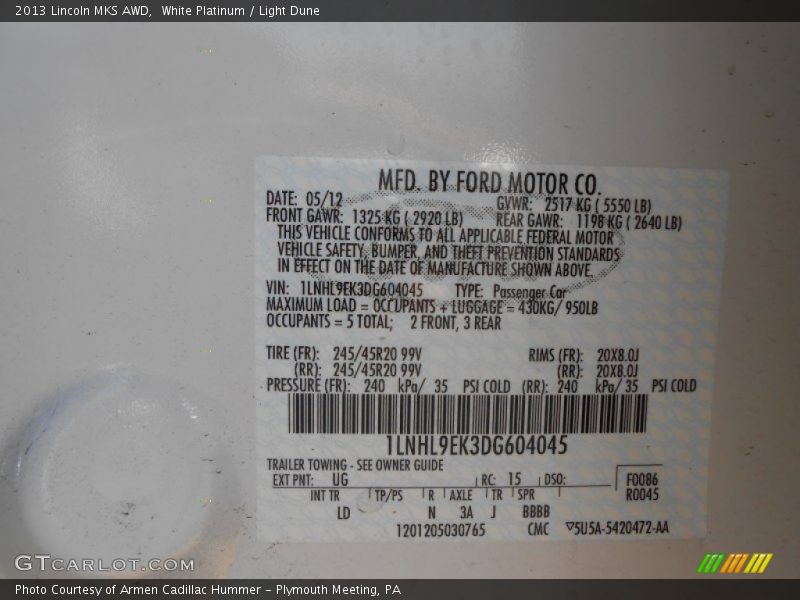 2013 Lincoln MKS AWD, White Platinum / Light Dune
MFD. BY FORD MOTOR CO.
DATE: 05/12 GVWR: 2517 KG ( 5550 LB)
FRONT GAWR: 1325 KG ( 2920 LB) REAR GAWR: 1198 KG ( 2640 LB)
THIS VEHICLE CONFORMS TO ALL APPLICABLE FEDERAL MOTOR
VEHICLE SAFETY, BUMPER, AND THEFT PREVENTION STANDARDS
IN EFFECT ON THE DATE OF MANUFACTURE SHOWN ABOVE.
VIN: 1LNHL9EK3DG604045 TYPE: Passenger Car
MAXIMUM LOAD = OCCUPANTS + LUGGAGE = 430KG/ 950LB
OCCUPANTS = 5 TOTAL; 2 FRONT, 3 REAR
TIRE (FR): 245/45R20 99V RIMS (FR): 20X8.0J
(RR): 245/45R20 99V (RR): 20X8.0J
PRESSURE (FR): 240 kPa/ 35 PSI COLD (RR): 240 kPa/ 35 PSI COLD
1LNHL9EK3DG604045
TRAILER TOWING - SEE OWNER GUIDE
EXT PNT: UG RC: 15 DSO: F0086
INT TR TP/PS R AXLE TR SPR R0045
LD N 3A J BBBB
1201205030765 CMC ▽5U5A-5420472-AA
GTCARLOT.COM
Photo Courtesy of Armen Cadillac Hummer - Plymouth Meeting, PA